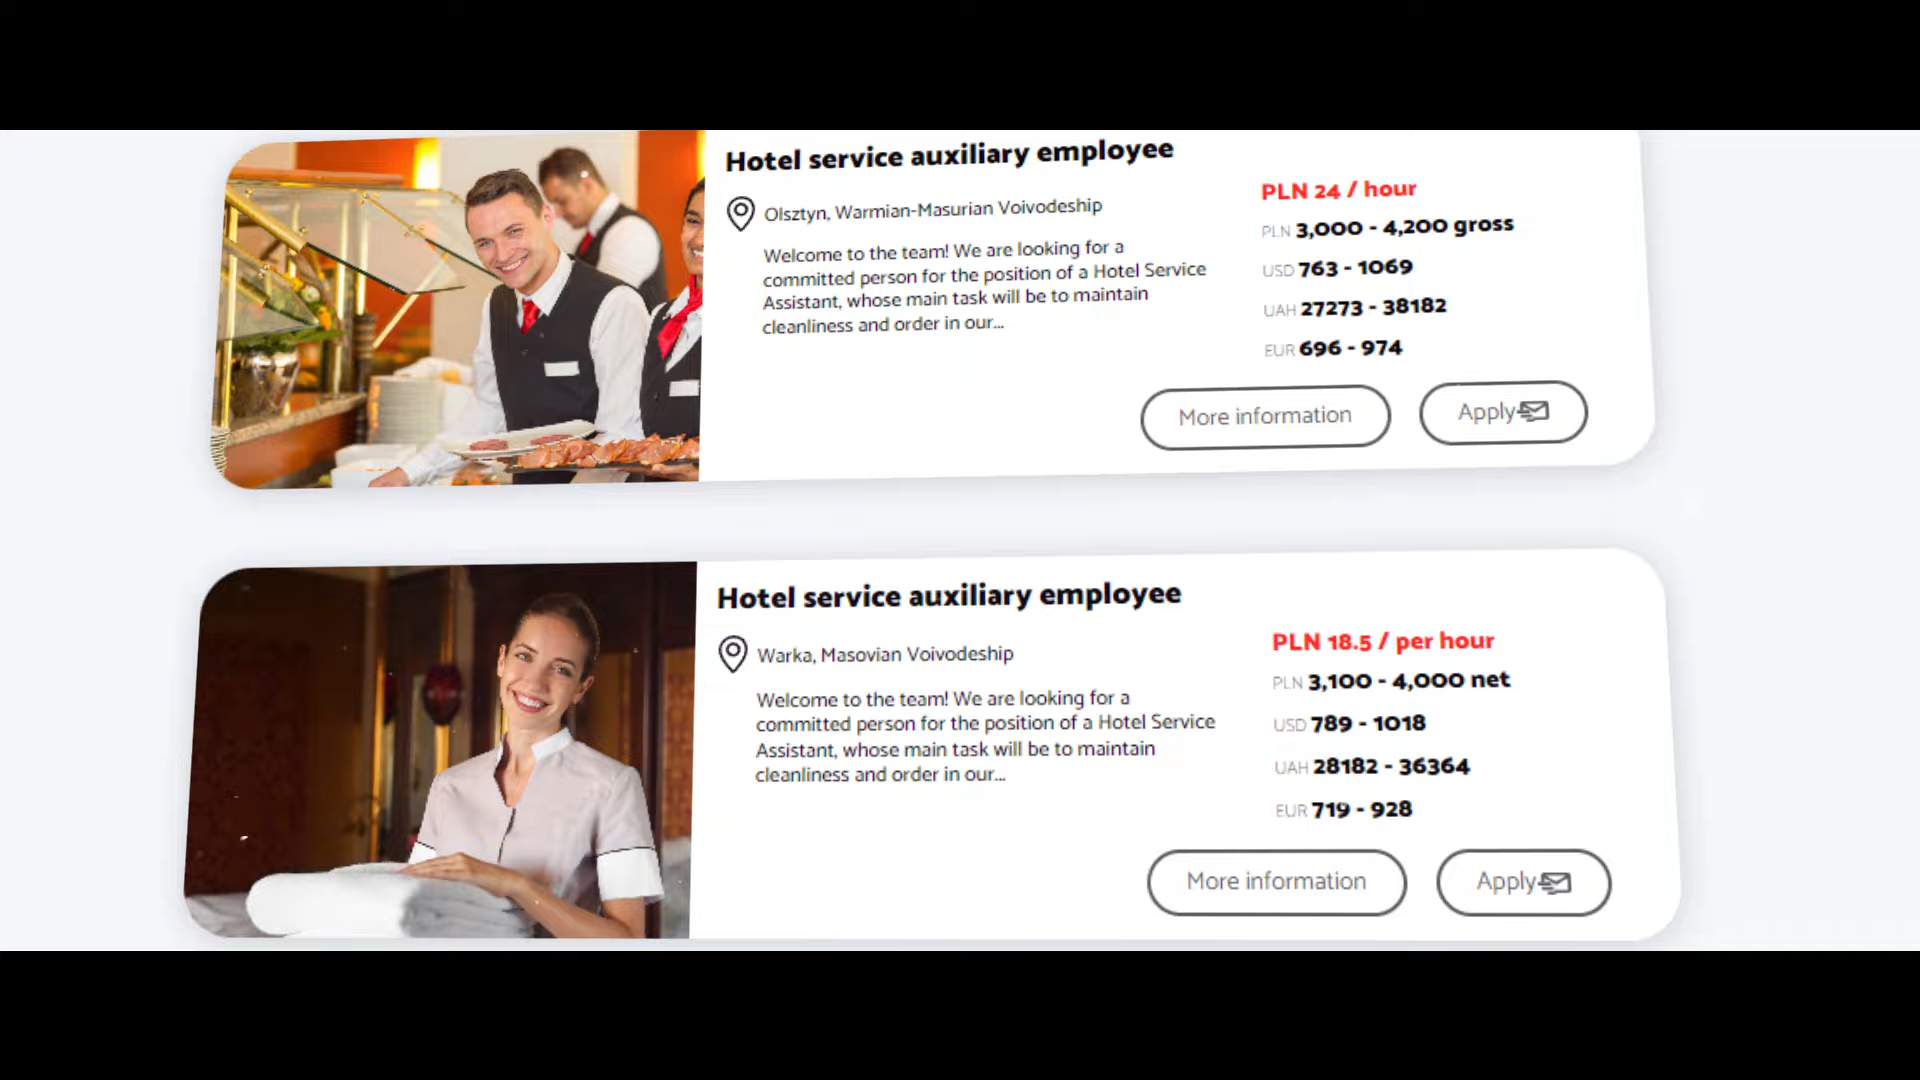 Hotel service auxiliary employee
Olsztyn, Warmian-Masurian Voivodeship
Welcome to the team! We are looking for a
committed person for the position of a Hotel Service
Assistant, whose main task will be to maintain
cleanliness and order in our...
PLN 24 / hour
PLN 3,000 - 4,200 gross
USD 763 - 1069
UAH 27273 - 38182
EUR 696 - 974
More information
Apply
Hotel service auxiliary employee
Warka, Masovian Voivodeship
Welcome to the team! We are looking for a
committed person for the position of a Hotel Service
Assistant, whose main task will be to maintain
cleanliness and order in our...
PLN 18.5 / per hour
PLN 3,100 - 4,000 net
USD 789 - 1018
UAH 28182 - 36364
EUR 719 - 928
More information
Apply